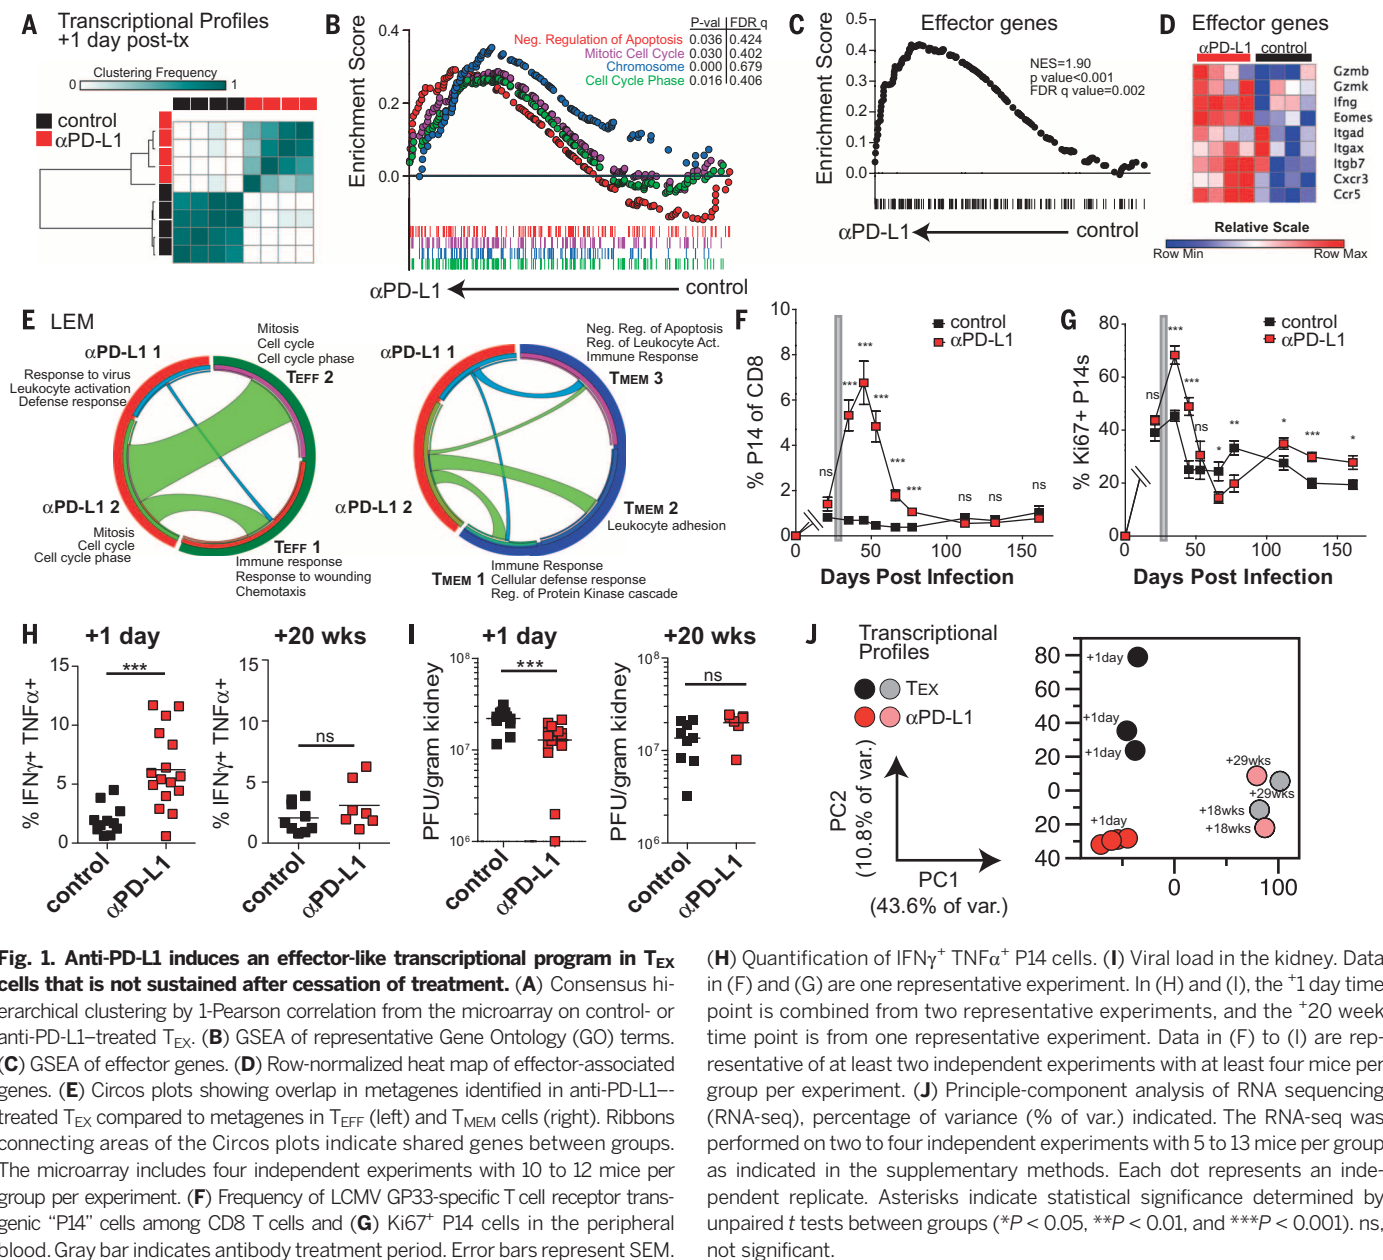 A Transcriptional Profiles
+1 day post-tx
Clustering Frequency
0 1
control
αPD-L1
B
Enrichment Score
0.4
0.2
0.0
P-val FDR q
Neg. Regulation of Apoptosis 0.036 0.424
Mitotic Cell Cycle 0.030 0.402
Chromosome 0.000 0.679
Cell Cycle Phase 0.016 0.406
αPD-L1 control
C Effector genes
Enrichment Score
0.5
0.4
0.3
0.2
0.1
0.0
NES=1.90
p value<0.001
FDR q value=0.002
αPD-L1 control
D Effector genes
αPD-L1 control
Gzmb
Gzmk
Ifng
Eomes
Itgad
Itgax
Itgb7
Cxcr3
Ccr5
Relative Scale
Row Min Row Max
E LEM
αPD-L1 1
Response to virus
Leukocyte activation
Defense response
Mitosis
Cell cycle
Cell cycle phase
TEFF 2
αPD-L1 2
Mitosis
Cell cycle
Cell cycle phase
TEFF 1
Immune response
Response to wounding
Chemotaxis
αPD-L1 1
Neg. Reg. of Apoptosis
Reg. of Leukocyte Act.
Immune Response
TMEM 3
αPD-L1 2
TMEM 2
Leukocyte adhesion
TMEM 1
Immune Response
Cellular defense response
Reg. of Protein Kinase cascade
F
% P14 of CD8
10
8
6
4
2
0
control
αPD-L1
ns *** *** *** *** *** ns ns ns
0 50 100 150
Days Post Infection
G
% Ki67+ P14s
80
60
40
20
0
control
αPD-L1
ns *** *** ns * ** * *** *
0 50 100 150
Days Post Infection
H +1 day +20 wks
% IFNγ+ TNFα+
15
10
5
0
***
control αPD-L1
% IFNγ+ TNFα+
15
10
5
0
ns
control αPD-L1
I +1 day +20 wks
PFU/gram kidney
10⁸
10⁷
10⁶
***
control αPD-L1
PFU/gram kidney
10⁸
10⁷
10⁶
ns
control αPD-L1
J Transcriptional
Profiles
TEX
αPD-L1
PC2
(10.8% of var.)
PC1
(43.6% of var.)
80
60
40
20
0
20
40
+1day
+1day
+1day
+1day
+29wks
+29wks
+18wks
+18wks
0 100
Fig. 1. Anti-PD-L1 induces an effector-like transcriptional program in TEX
cells that is not sustained after cessation of treatment. (A) Consensus hi-
erarchical clustering by 1-Pearson correlation from the microarray on control- or
anti-PD-L1–treated TEX. (B) GSEA of representative Gene Ontology (GO) terms.
(C) GSEA of effector genes. (D) Row-normalized heat map of effector-associated
genes. (E) Circos plots showing overlap in metagenes identified in anti-PD-L1-–
treated TEX compared to metagenes in TEFF (left) and TMEM cells (right). Ribbons
connecting areas of the Circos plots indicate shared genes between groups.
The microarray includes four independent experiments with 10 to 12 mice per
group per experiment. (F) Frequency of LCMV GP33-specific T cell receptor trans-
genic “P14” cells among CD8 T cells and (G) Ki67⁺ P14 cells in the peripheral
blood. Gray bar indicates antibody treatment period. Error bars represent SEM.
(H) Quantification of IFNγ⁺ TNFα⁺ P14 cells. (I) Viral load in the kidney. Data
in (F) and (G) are one representative experiment. In (H) and (I), the ⁺1 day time
point is combined from two representative experiments, and the ⁺20 week
time point is from one representative experiment. Data in (F) to (I) are rep-
resentative of at least two independent experiments with at least four mice per
group per experiment. (J) Principle-component analysis of RNA sequencing
(RNA-seq), percentage of variance (% of var.) indicated. The RNA-seq was
performed on two to four independent experiments with 5 to 13 mice per group
as indicated in the supplementary methods. Each dot represents an inde-
pendent replicate. Asterisks indicate statistical significance determined by
unpaired t tests between groups (*P < 0.05, **P < 0.01, and ***P < 0.001). ns,
not significant.